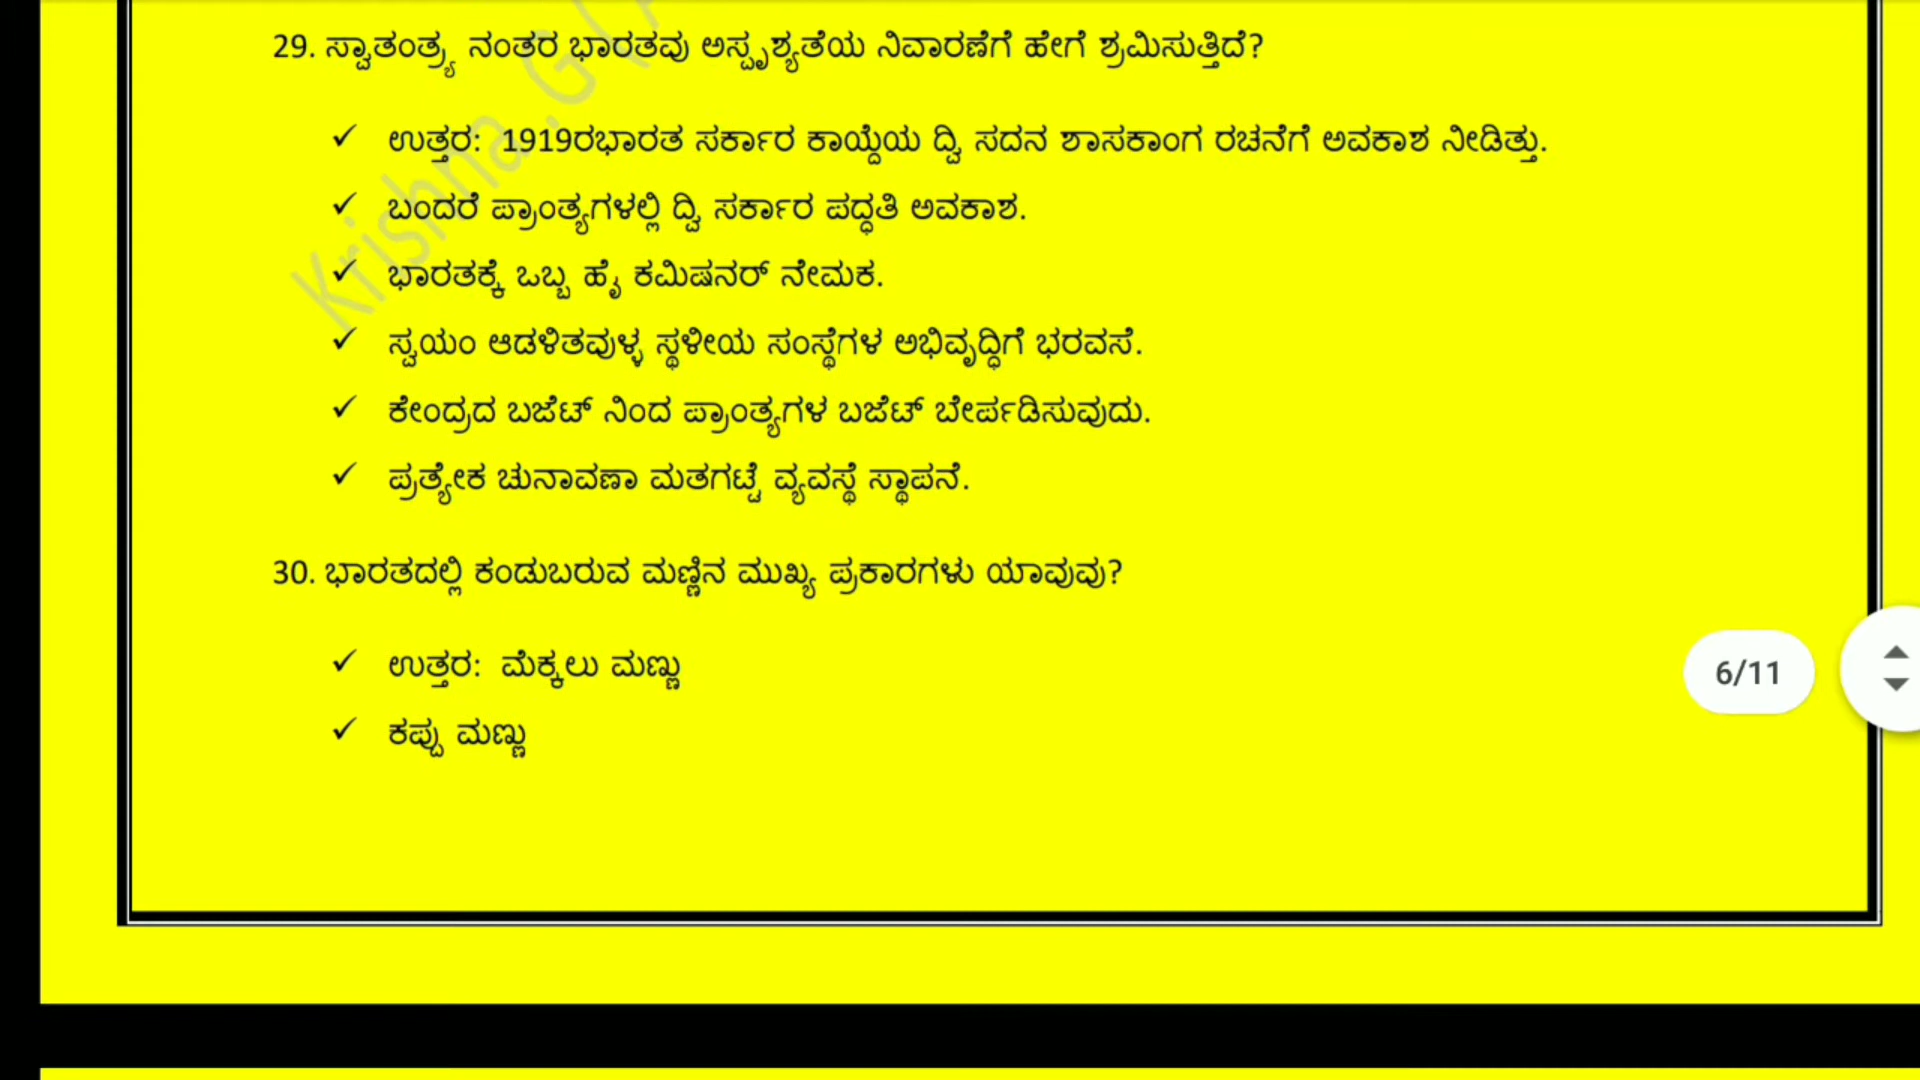 29. ಸ್ವಾತಂತ್ರ್ಯ ನಂತರ ಭಾರತವು ಅಸ್ಪೃಶ್ಯತೆಯ ನಿವಾರಣೆಗೆ ಹೇಗೆ ಶ್ರಮಿಸುತ್ತಿದೆ?
✓ ಉತ್ತರ: 1919ರಭಾರತ ಸರ್ಕಾರ ಕಾಯ್ದೆಯ ದ್ವಿ ಸದನ ಶಾಸಕಾಂಗ ರಚನೆಗೆ ಅವಕಾಶ ನೀಡಿತ್ತು.
✓ ಬಂದರೆ ಪ್ರಾಂತ್ಯಗಳಲ್ಲಿ ದ್ವಿ ಸರ್ಕಾರ ಪದ್ಧತಿ ಅವಕಾಶ.
✓ ಭಾರತಕ್ಕೆ ಒಬ್ಬ ಹೈ ಕಮಿಷನರ್ ನೇಮಕ.
✓ ಸ್ವಯಂ ಆಡಳಿತವುಳ್ಳ ಸ್ಥಳೀಯ ಸಂಸ್ಥೆಗಳ ಅಭಿವೃದ್ಧಿಗೆ ಭರವಸೆ.
✓ ಕೇಂದ್ರದ ಬಜೆಟ್ ನಿಂದ ಪ್ರಾಂತ್ಯಗಳ ಬಜೆಟ್ ಬೇರ್ಪಡಿಸುವುದು.
✓ ಪ್ರತ್ಯೇಕ ಚುನಾವಣಾ ಮತಗಟ್ಟೆ ವ್ಯವಸ್ಥೆ ಸ್ಥಾಪನೆ.
30. ಭಾರತದಲ್ಲಿ ಕಂಡುಬರುವ ಮಣ್ಣಿನ ಮುಖ್ಯ ಪ್ರಕಾರಗಳು ಯಾವುವು?
✓ ಉತ್ತರ: ಮೆಕ್ಕಲು ಮಣ್ಣು
✓ ಕಪ್ಪು ಮಣ್ಣು
6/11
Krishna .G (